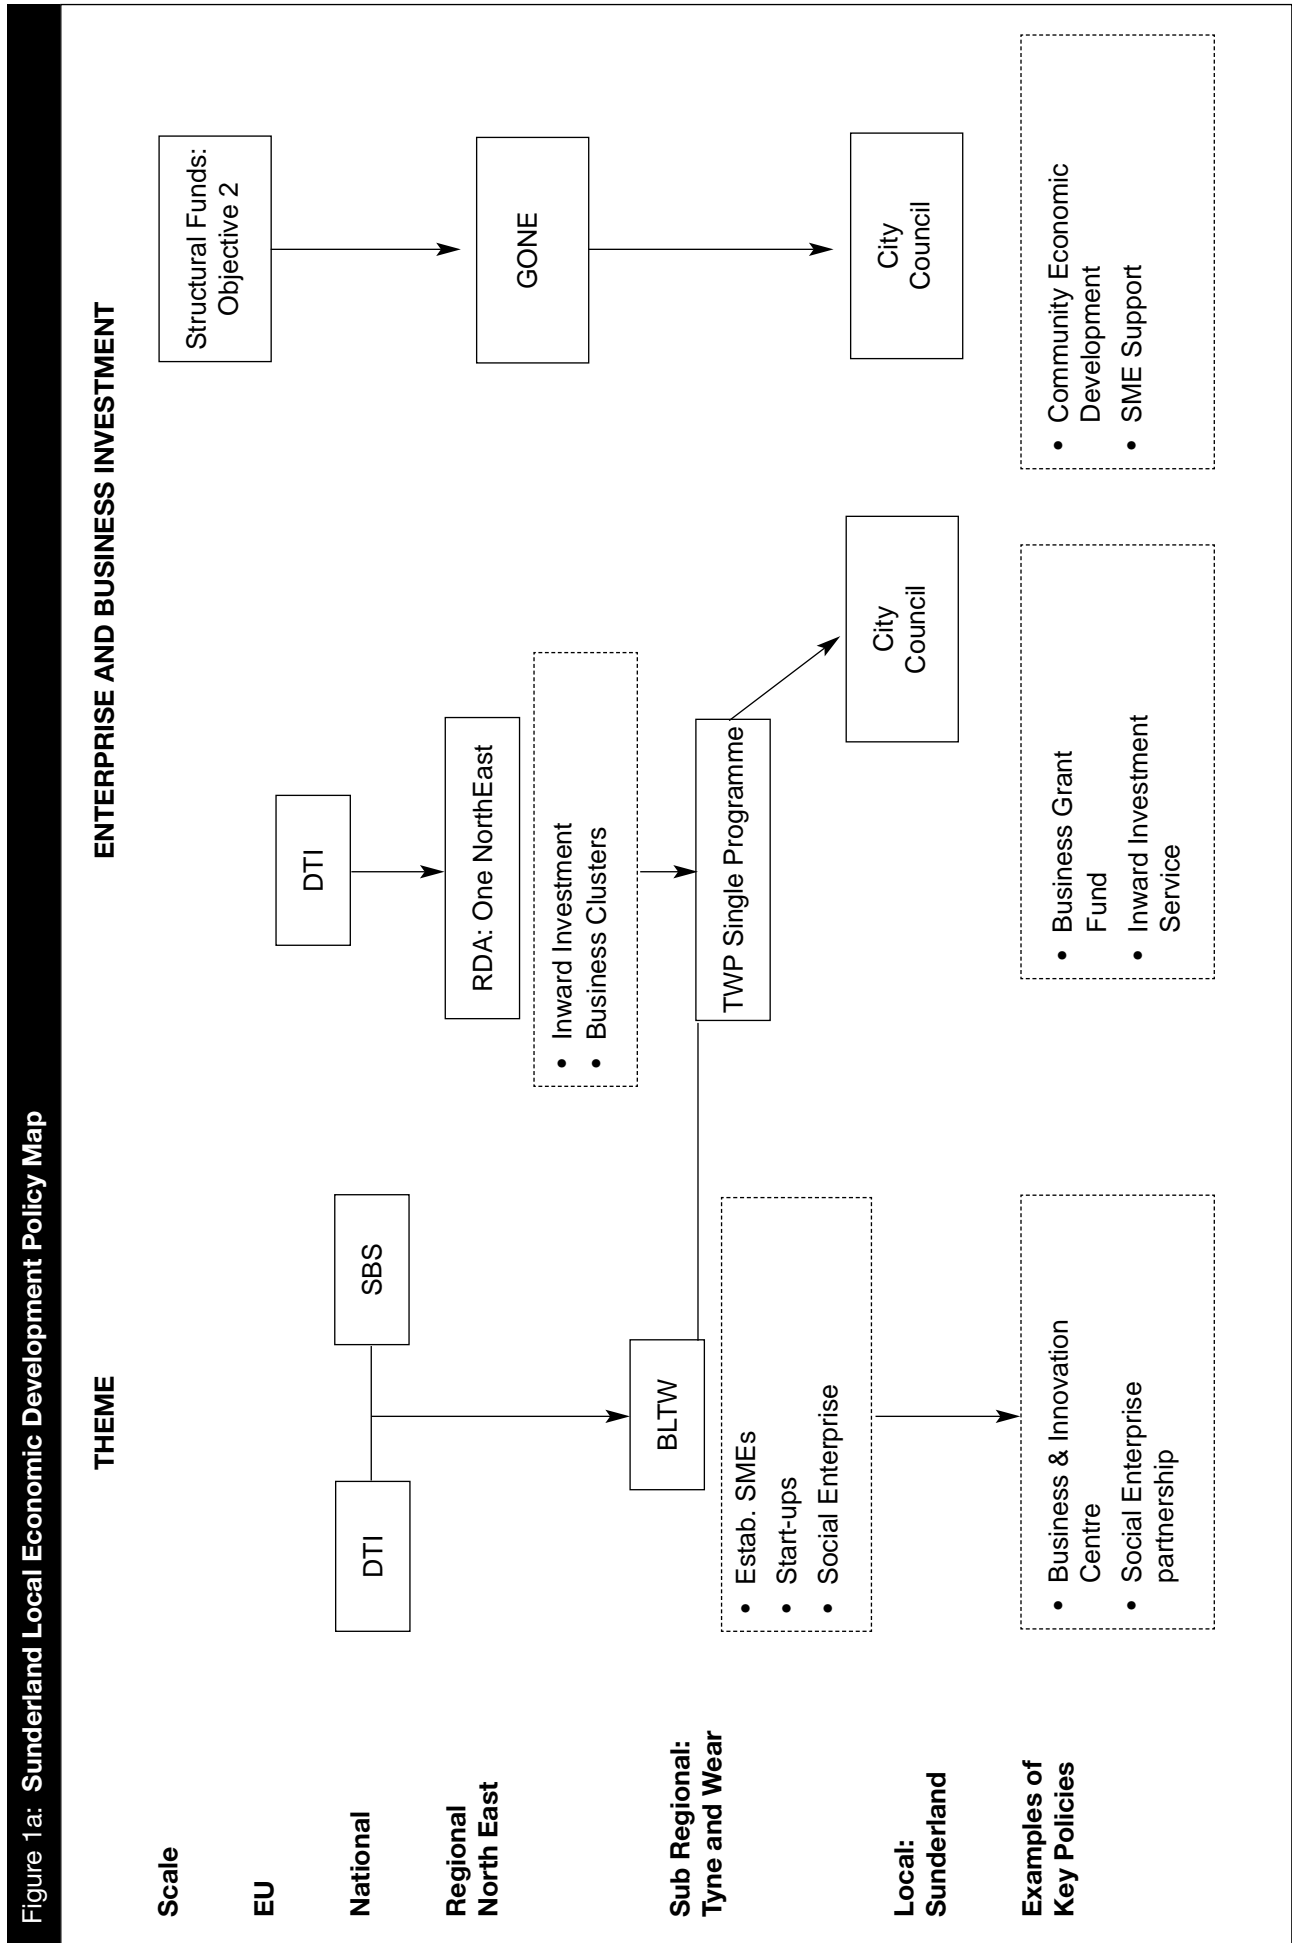 Figure 1a: Sunderland Local Economic Development Policy Map
THEME
ENTERPRISE AND BUSINESS INVESTMENT
Scale
EU
National
Regional
North East
Sub Regional:
Tyne and Wear
Local:
Sunderland
Examples of
Key Policies
DTI
SBS
BLTW
• Estab. SMEs
• Start-ups
• Social Enterprise
• Business & Innovation
Centre
• Social Enterprise
partnership
DTI
RDA: One NorthEast
• Inward Investment
• Business Clusters
TWP Single Programme
City
Council
• Business Grant
Fund
• Inward Investment
Service
Structural Funds:
Objective 2
GONE
City
Council
• Community Economic
Development
• SME Support